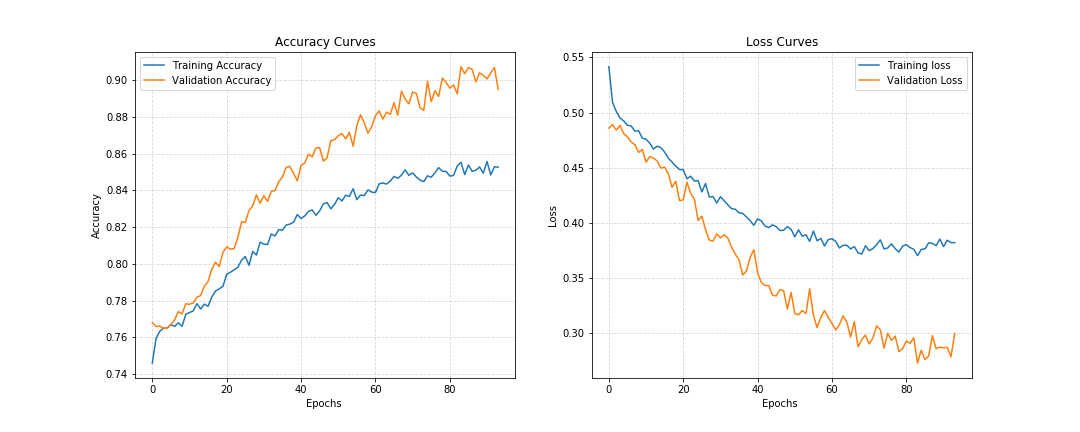 Accuracy Curves
Training Accuracy
Validation Accuracy
0.90
0.88
0.86
0.84
0.82
0.80
0.78
0.76
0.74
Accuracy
0 20 40 60 80
Epochs
Loss Curves
Training loss
Validation Loss
0.55
0.50
0.45
0.40
0.35
0.30
Loss
0 20 40 60 80
Epochs